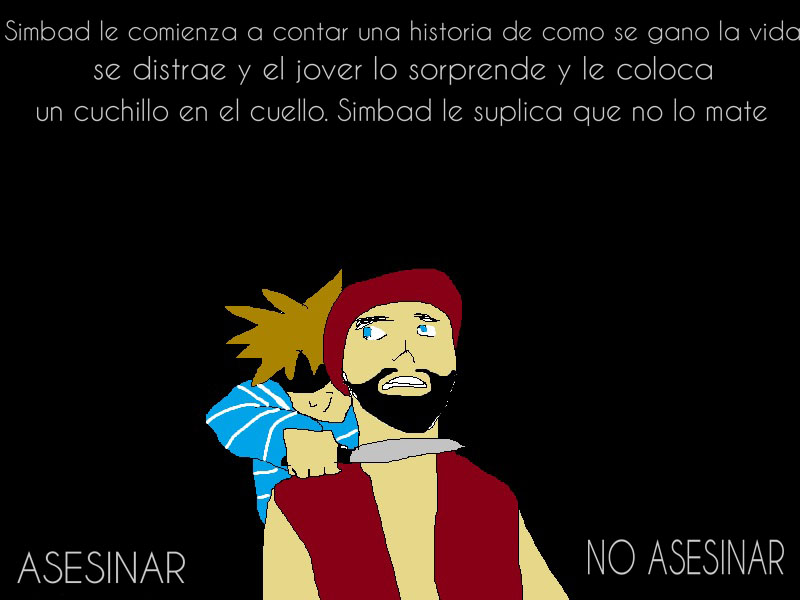 Simbad le comienza a contar una historia de como se gano la vida
se distrae y el jover lo sorprende y le coloca
un cuchillo en el cuello. Simbad le suplica que no lo mate
ASESINAR
NO ASESINAR